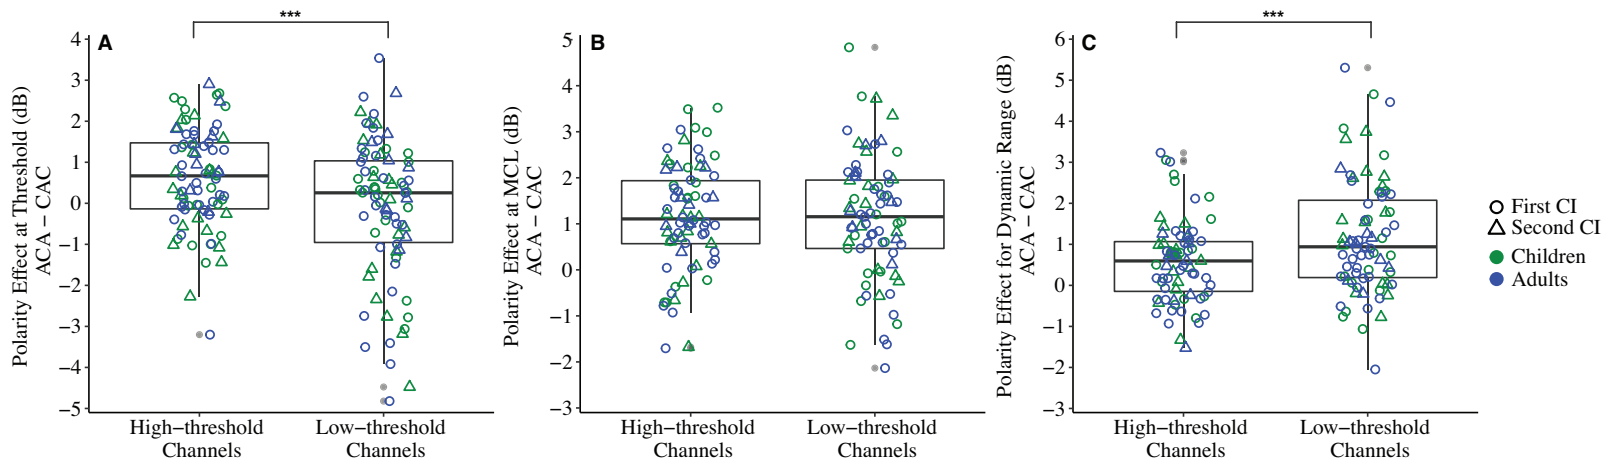 ***
A
Polarity Effect at Threshold (dB)
ACA – CAC
4
3
2
1
0
−1
−2
−3
−4
−5
High−threshold
Channels
Low−threshold
Channels
B
Polarity Effect at MCL (dB)
ACA – CAC
5
4
3
2
1
0
−1
−2
−3
High−threshold
Channels
Low−threshold
Channels
***
C
Polarity Effect for Dynamic Range (dB)
ACA – CAC
6
5
4
3
2
1
0
−1
−2
−3
High−threshold
Channels
Low−threshold
Channels
First CI
Second CI
Children
Adults